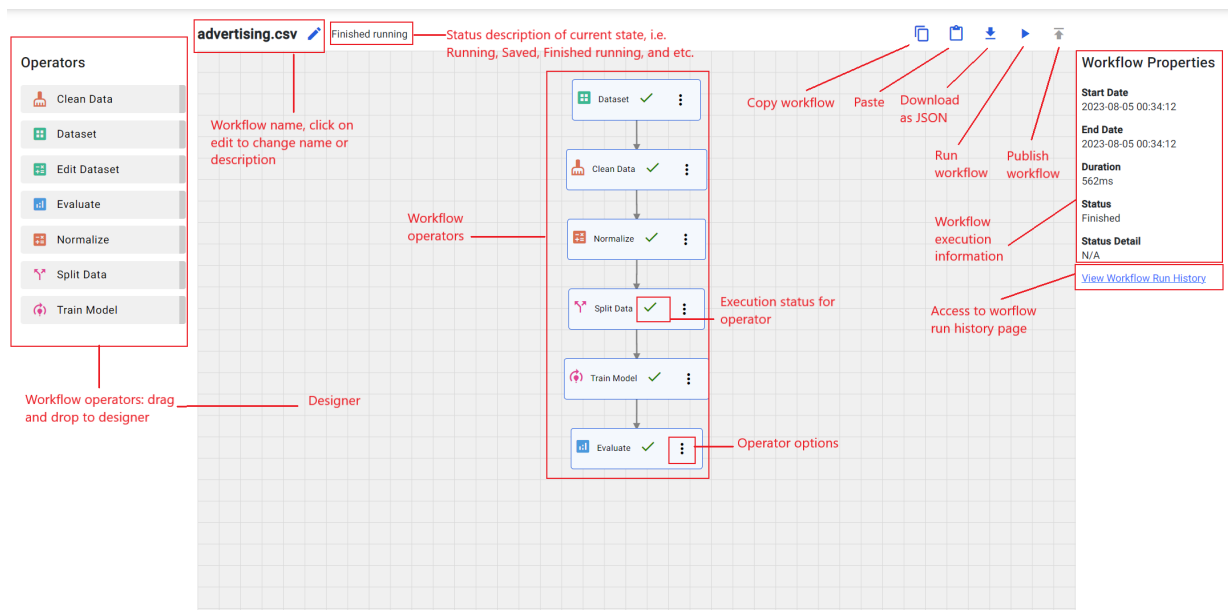 advertising.csv
Finished running
Status description of current state, i.e.
Running, Saved, Finished running, and etc.
Operators
Clean Data
Dataset
Edit Dataset
Evaluate
Normalize
Split Data
Train Model
Workflow operators: drag
and drop to designer
Workflow name, click on
edit to change name or
description
Designer
Workflow
operators
Dataset
Clean Data
Normalize
Split Data
Train Model
Evaluate
Execution status for
operator
Operator options
Copy workflow
Paste
Download
as JSON
Run
workflow
Publish
workflow
Workflow
execution
information
Access to worflow
run history page
Workflow Properties
Start Date
2023-08-05 00:34:12
End Date
2023-08-05 00:34:12
Duration
562ms
Status
Finished
Status Detail
N/A
View Workflow Run History